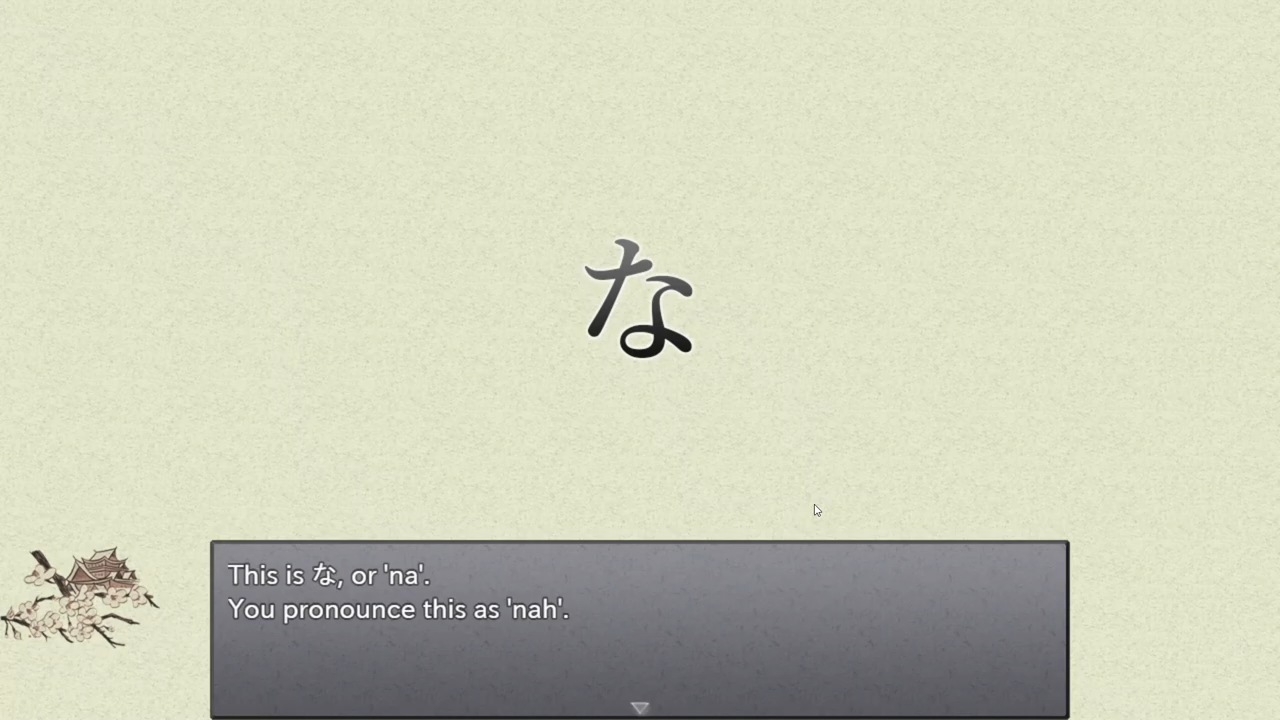 な
This is な, or 'na'.
You pronounce this as 'nah'.